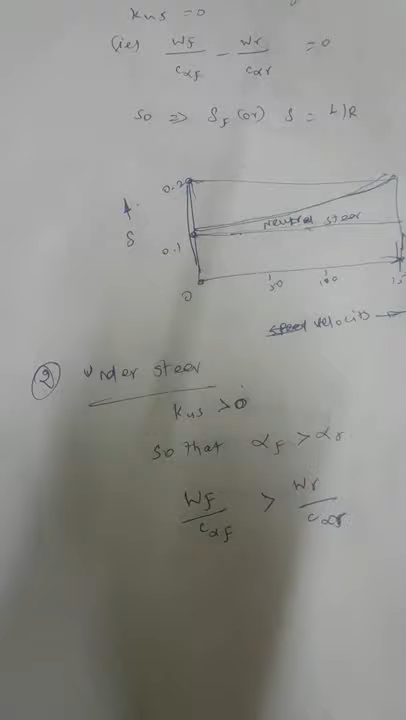 kus = 0
(ie) Wf/Cαf - Wr/Cαr = 0
so ⇒ δf (or) δ = L/R
0.2
δ
neutral steer
0.1
0 50 100
velocity →
② under steer
kus > 0
so that αf > αr
Wf/Cαf > Wr/Cαr